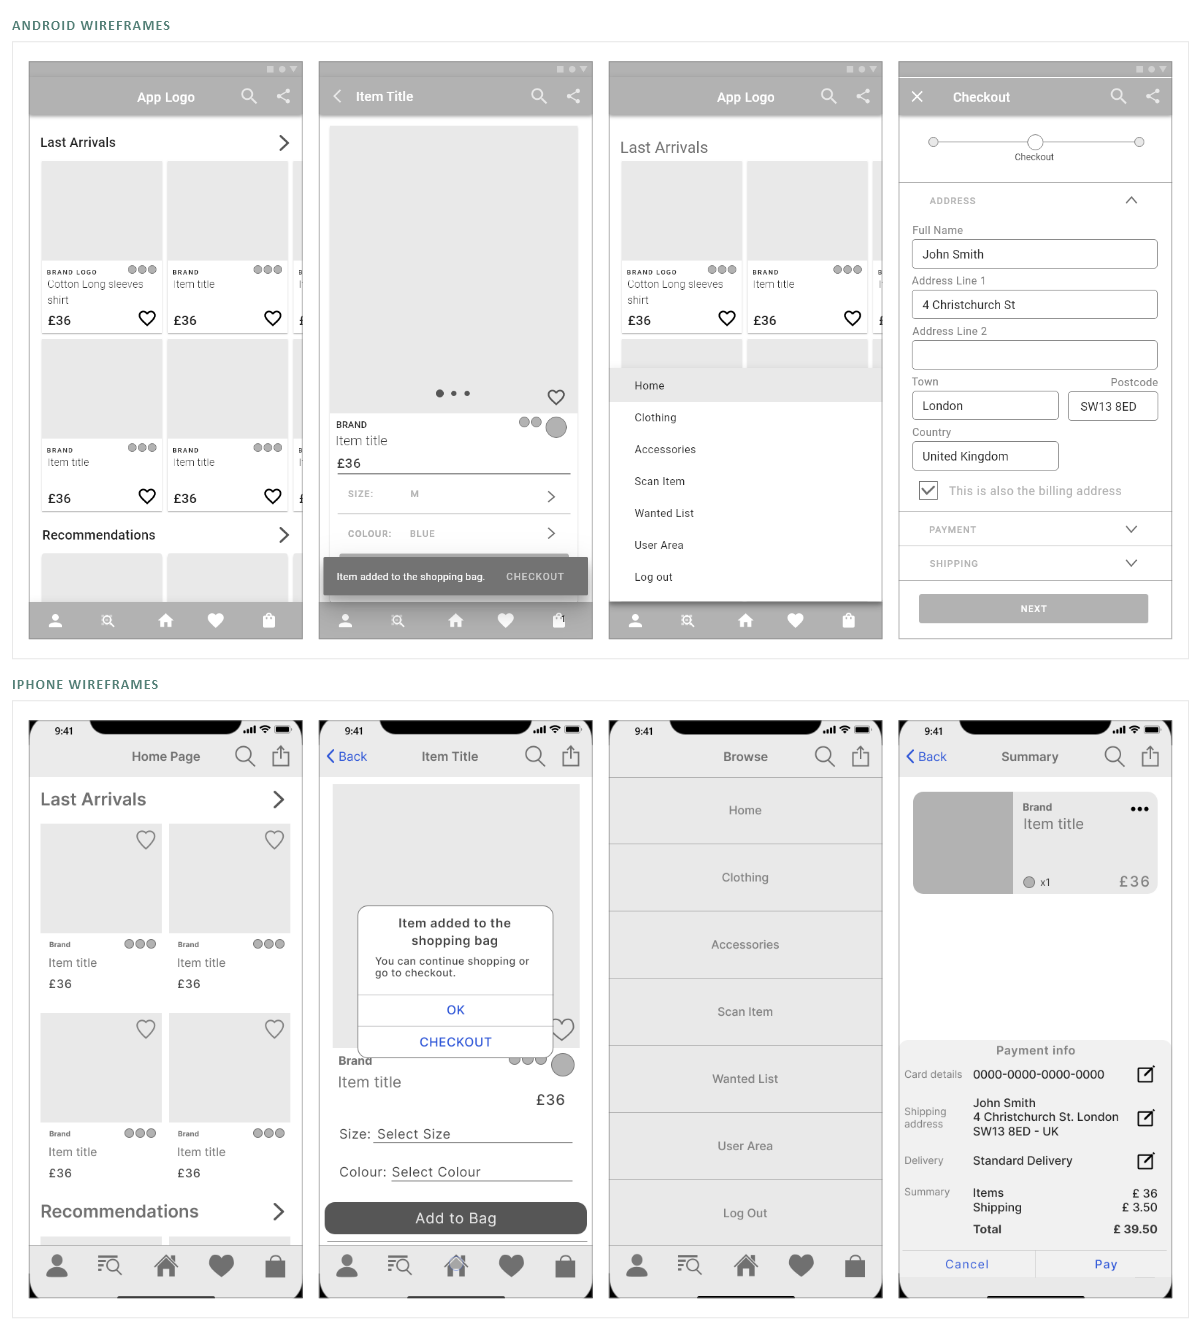 ANDROID WIREFRAMES
App Logo
Last Arrivals
BRAND LOGO
Cotton Long sleeves
shirt
£36
BRAND
Item title
£36
BRAND
Item title
£36
BRAND
Item title
£36
Recommendations
Item Title
BRAND
Item title
£36
SIZE: M
COLOUR: BLUE
Item added to the shopping bag. CHECKOUT
1
App Logo
Last Arrivals
BRAND LOGO
Cotton Long sleeves
shirt
£36
BRAND
Item title
£36
Home
Clothing
Accessories
Scan Item
Wanted List
User Area
Log out
Checkout
Checkout
ADDRESS
Full Name
John Smith
Address Line 1
4 Christchurch St
Address Line 2
Town Postcode
London SW13 8ED
Country
United Kingdom
This is also the billing address
PAYMENT
SHIPPING
NEXT
IPHONE WIREFRAMES
9:41
Home Page
Last Arrivals
Brand
Item title
£36
Brand
Item title
£36
Brand
Item title
£36
Brand
Item title
£36
Recommendations
9:41
Back Item Title
Item added to the
shopping bag
You can continue shopping or
go to checkout.
OK
CHECKOUT
Brand
Item title
£36
Size: Select Size
Colour: Select Colour
Add to Bag
9:41
Browse
Home
Clothing
Accessories
Scan Item
Wanted List
User Area
Log Out
9:41
Back Summary
Brand
Item title
x1 £36
Payment info
Card details 0000-0000-0000-0000
Shipping
address
John Smith
4 Christchurch St. London
SW13 8ED - UK
Delivery Standard Delivery
Summary Items £ 36
Shipping £ 3.50
Total £ 39.50
Cancel Pay